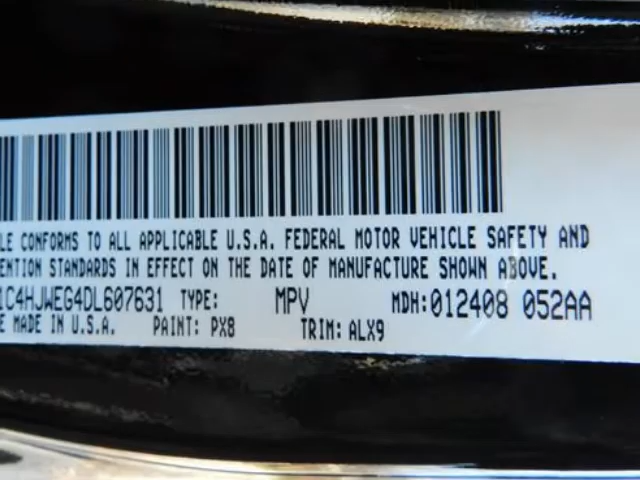 LE CONFORMS TO ALL APPLICABLE U.S.A. FEDERAL MOTOR VEHICLE SAFETY AND
ENTION STANDARDS IN EFFECT ON THE DATE OF MANUFACTURE SHOWN ABOVE.
1C4HJWEG4DL607631 TYPE: MPV MDH:012408 052AA
E IN U.S.A. PAINT: PX8 TRIM: ALX9